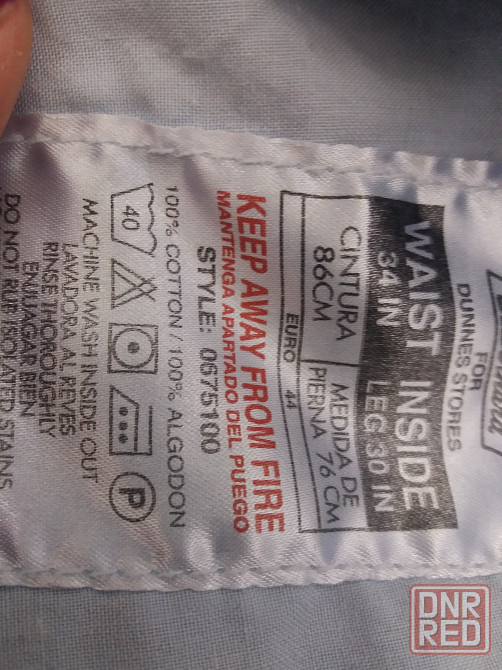 FOR
DUNNES STORES
WAIST INSIDE
34 IN LEG 30 IN
CINTURA MEDIDA DE
86CM PIERNA 76 CM
EURO 44
KEEP AWAY FROM FIRE
MANTENGA APARTADO DEL PUEGO
STYLE: 0675100
100% COTTON / 100% ALGODON
40
P
MACHINE WASH INSIDE OUT
LAVADORA AL REVES
RINSE THOROUGHLY
ENJUAGAR BIEN
DO NOT RUB ISOLATED STAINS
DNR
RED